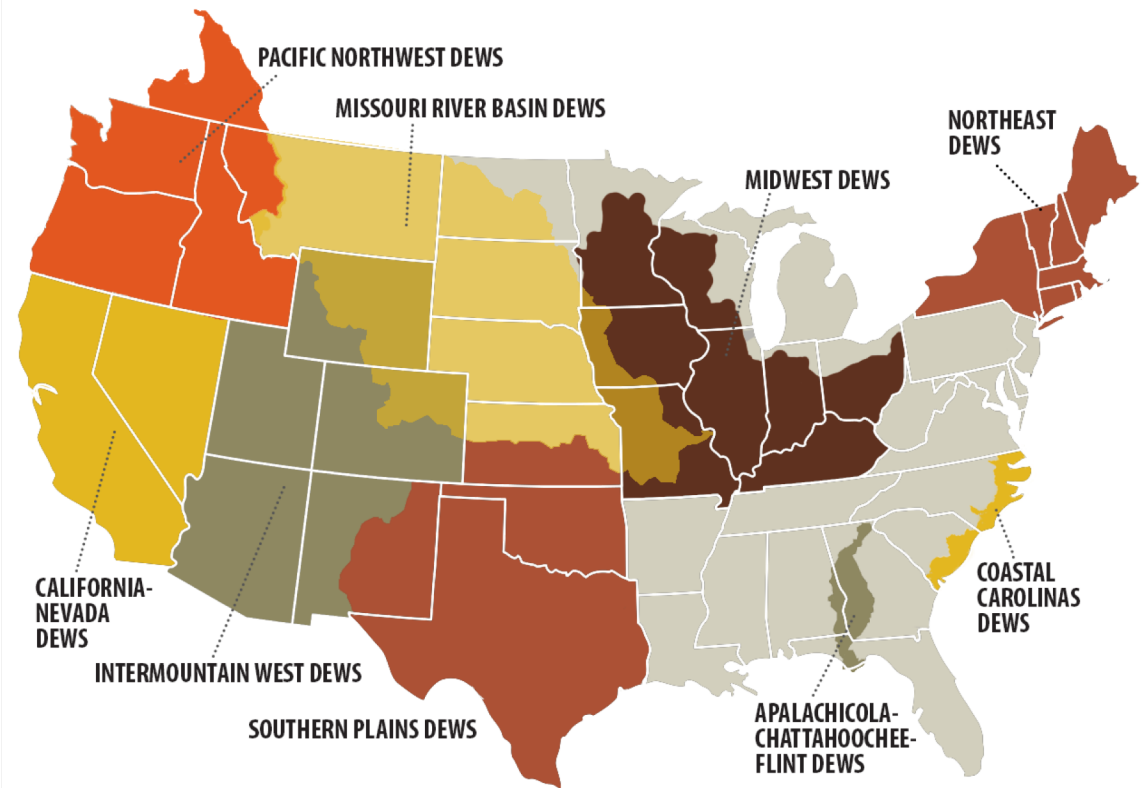 PACIFIC NORTHWEST DEWS
MISSOURI RIVER BASIN DEWS
NORTHEAST
DEWS
MIDWEST DEWS
CALIFORNIA-
NEVADA
DEWS
COASTAL
CAROLINAS
DEWS
INTERMOUNTAIN WEST DEWS
SOUTHERN PLAINS DEWS
APALACHICOLA-
CHATTAHOOCHEE-
FLINT DEWS